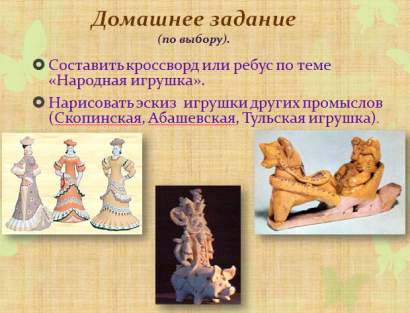 Домашнее задание
(по выбору).
Составить кроссворд или ребус по теме
«Народная игрушка».
Нарисовать эскиз игрушки других промыслов
(Скопинская, Абашевская, Тульская игрушка).